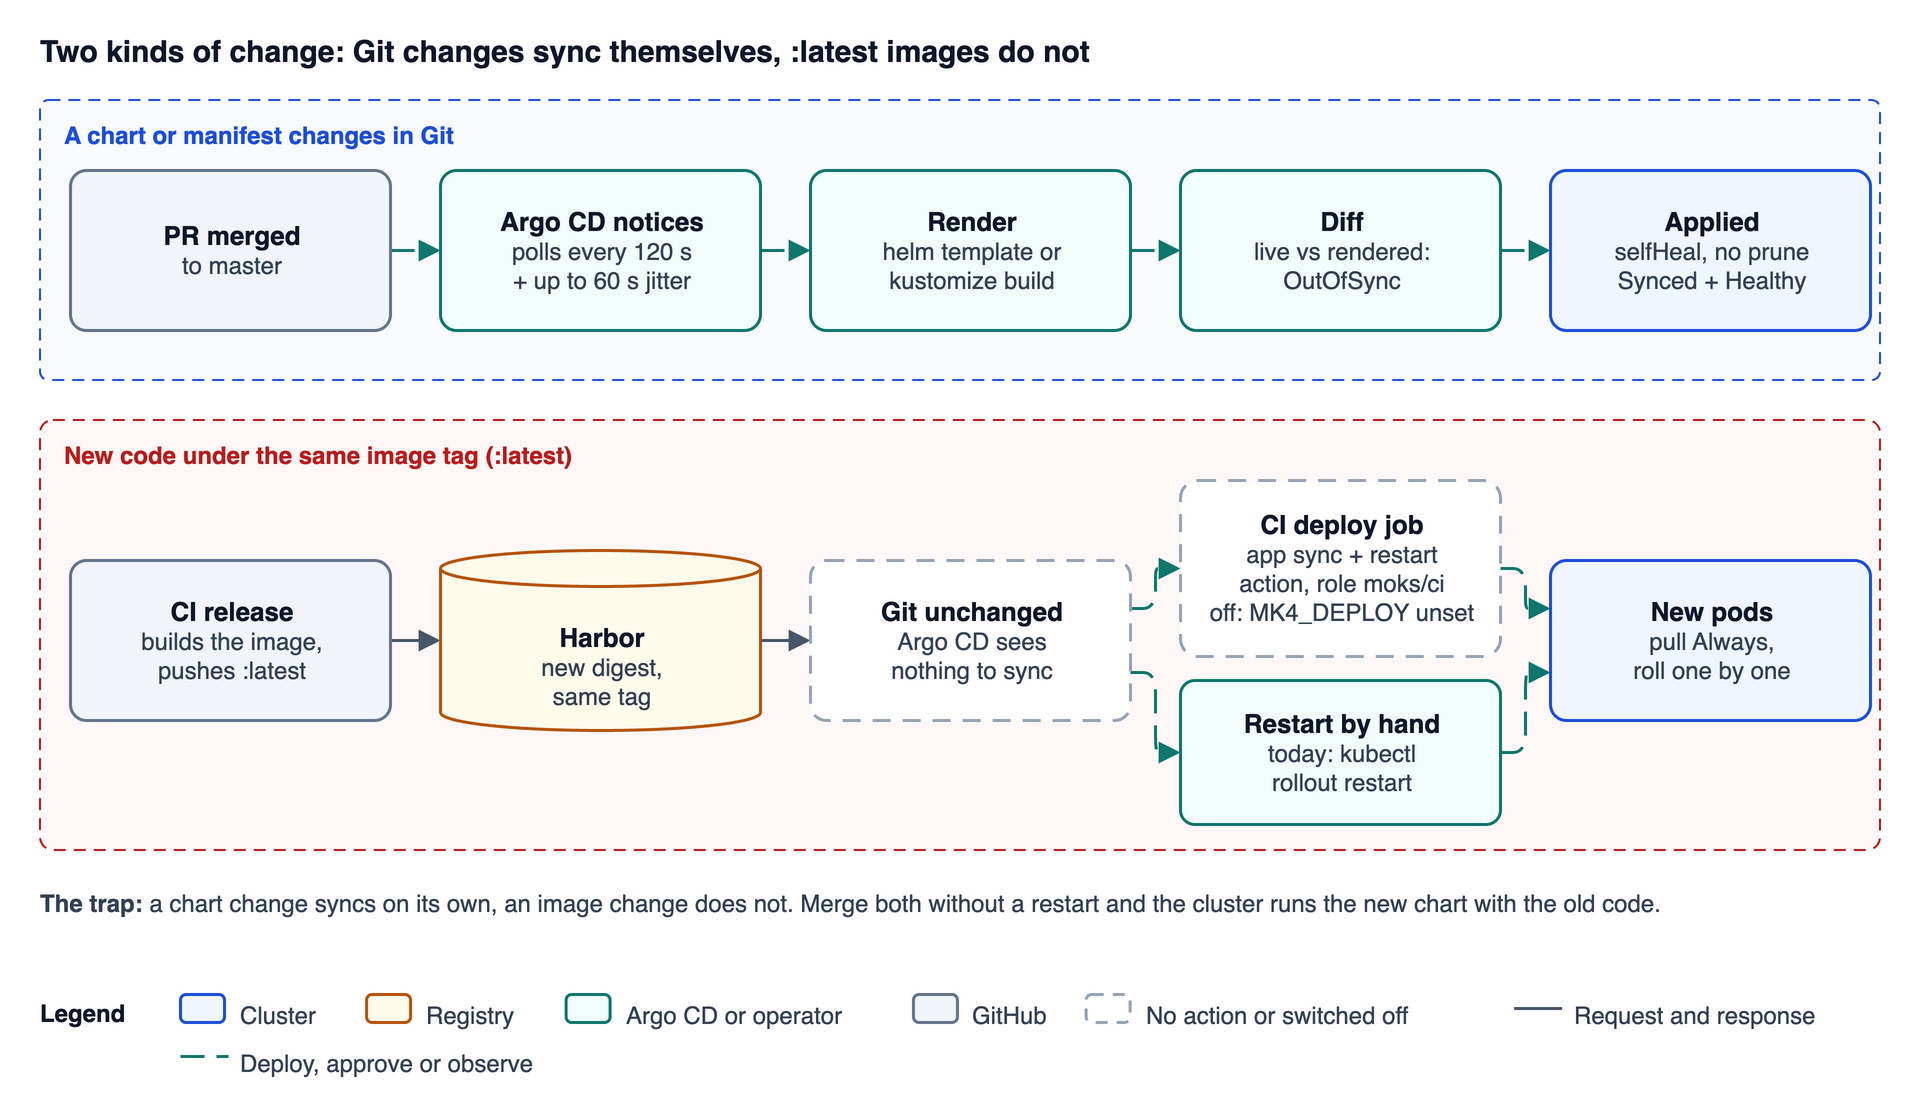 Two kinds of change: Git changes sync themselves, :latest images do not
A chart or manifest changes in Git
PR merged
to master
Argo CD notices
polls every 120 s
+ up to 60 s jitter
Render
helm template or
kustomize build
Diff
live vs rendered:
OutOfSync
Applied
selfHeal, no prune
Synced + Healthy
New code under the same image tag (:latest)
CI release
builds the image,
pushes :latest
Harbor
new digest,
same tag
Git unchanged
Argo CD sees
nothing to sync
CI deploy job
app sync + restart
action, role moks/ci
off: MK4_DEPLOY unset
Restart by hand
today: kubectl
rollout restart
New pods
pull Always,
roll one by one
The trap: a chart change syncs on its own, an image change does not. Merge both without a restart and the cluster runs the new chart with the old code.
Legend
Cluster
Registry
Argo CD or operator
GitHub
No action or switched off
Request and response
Deploy, approve or observe